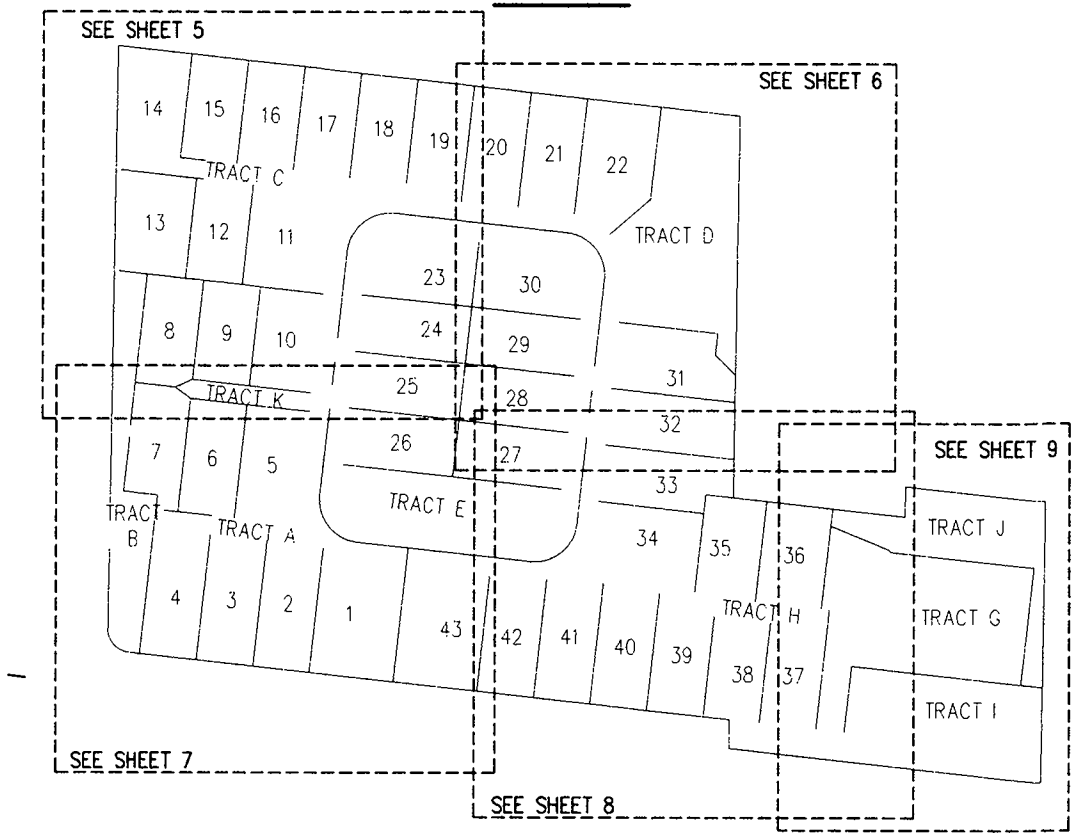 SEE SHEET 5
SEE SHEET 6
14
15
16
17
18
19
20
21
22
TRACT C
13
12
11
TRACT D
23
30
8
9
10
24
29
31
TRACT K
25
28
32
7
6
5
26
27
SEE SHEET 9
33
TRACT B
TRACT A
TRACT E
34
35
36
TRACT J
4
3
2
1
43
42
41
40
39
TRACT H
38
37
TRACT G
TRACT I
SEE SHEET 7
SEE SHEET 8